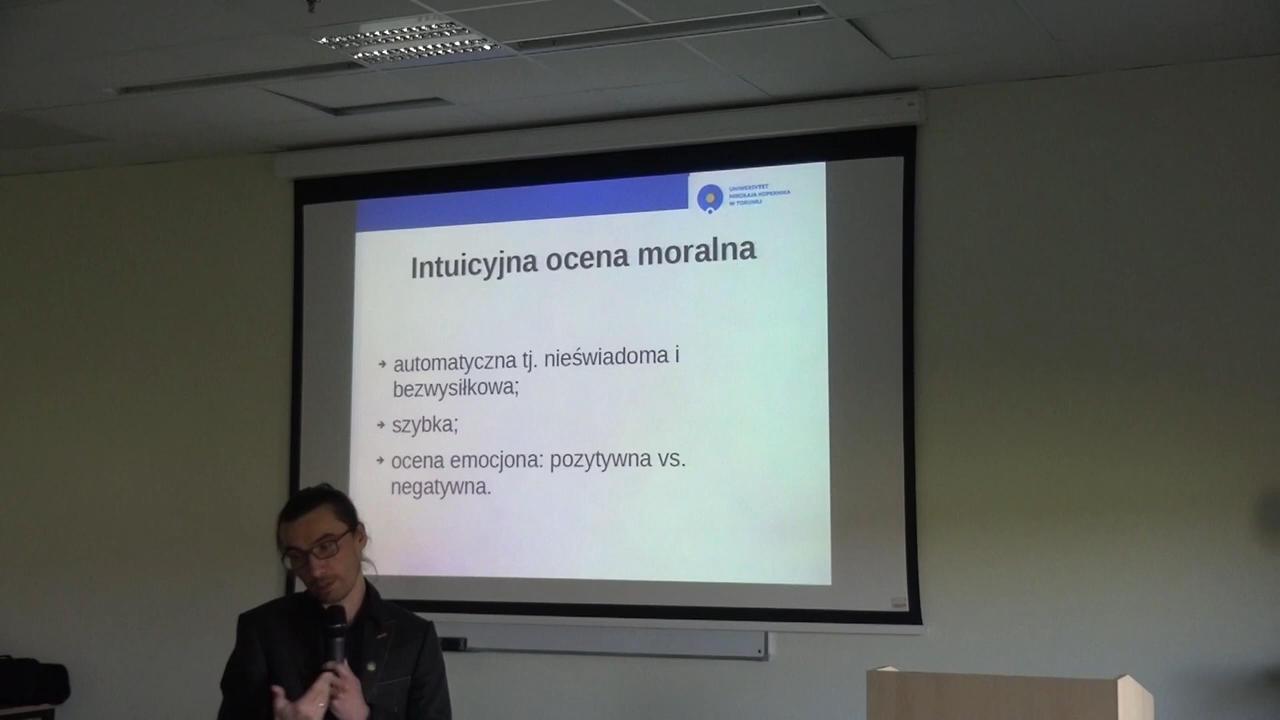 UNIWERSYTET
MIKOŁAJA KOPERNIKA
W TORUNIU
Intuicyjna ocena moralna
automatyczna tj. nieświadoma i
bezwysiłkowa;
szybka;
ocena emocjona: pozytywna vs.
negatywna.